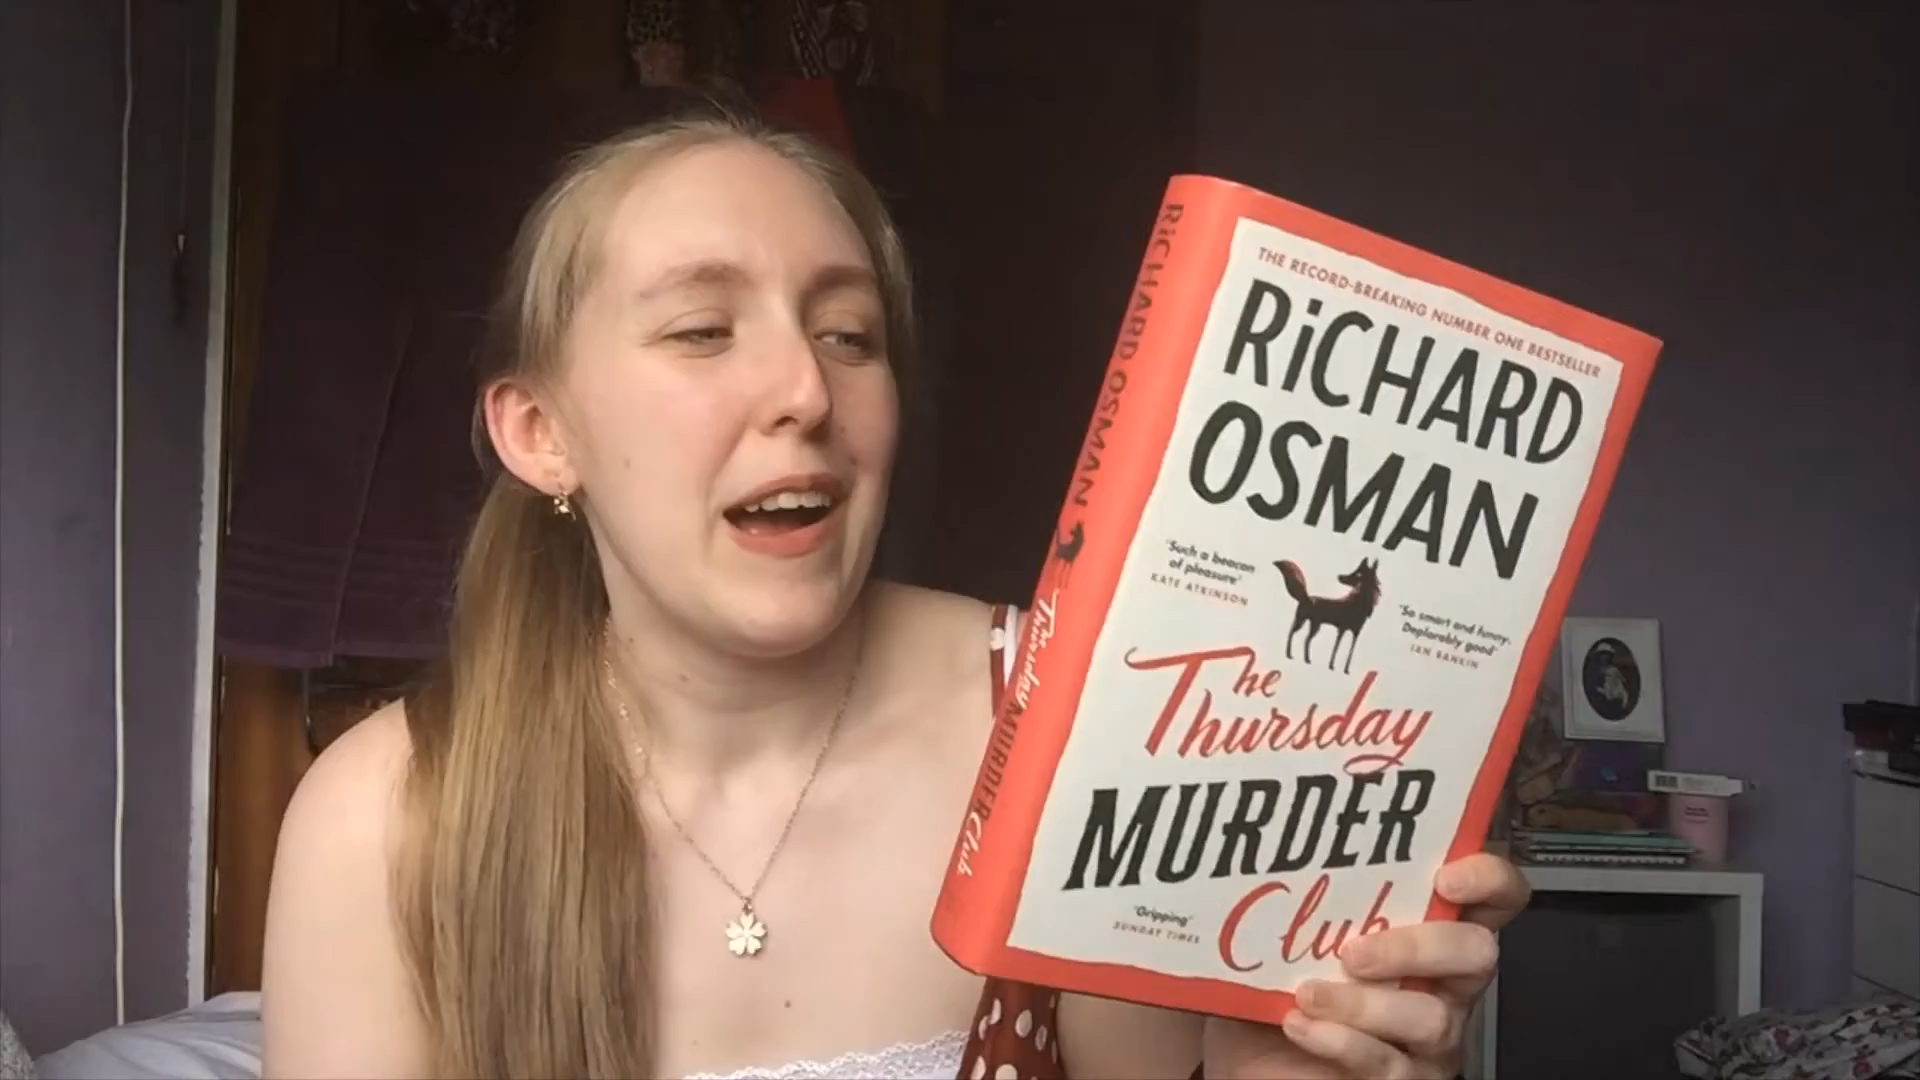 RiCHARD OSMAN The Thursday MURDER Club
THE RECORD-BREAKING NUMBER ONE BESTSELLER
RiCHARD
OSMAN
'Such a beacon
of pleasure'
KATE ATKINSON
'So smart and funny.
Deplorably good'
IAN RANKIN
The
Thursday
MURDER
Club
'Gripping'
SUNDAY TIMES